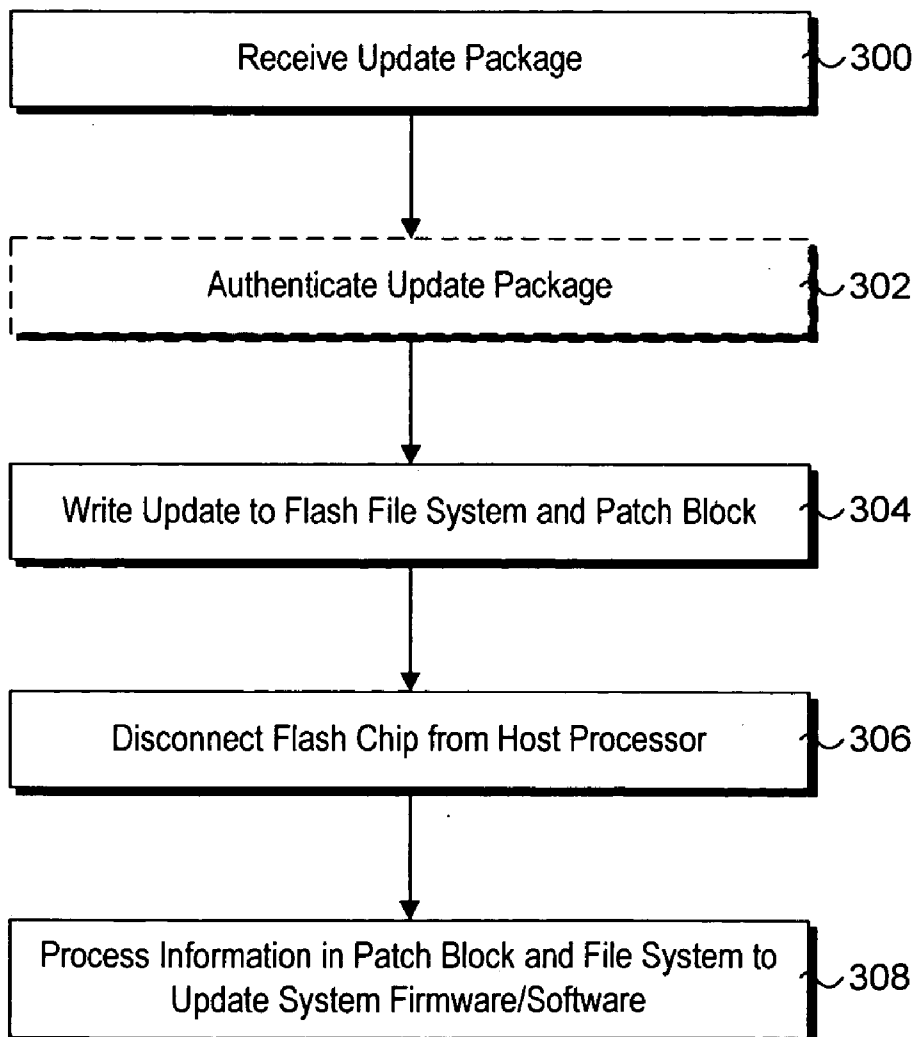 Receive Update Package
300
Authenticate Update Package
302
Write Update to Flash File System and Patch Block
304
Disconnect Flash Chip from Host Processor
306
Process Information in Patch Block and File System to
Update System Firmware/Software
308